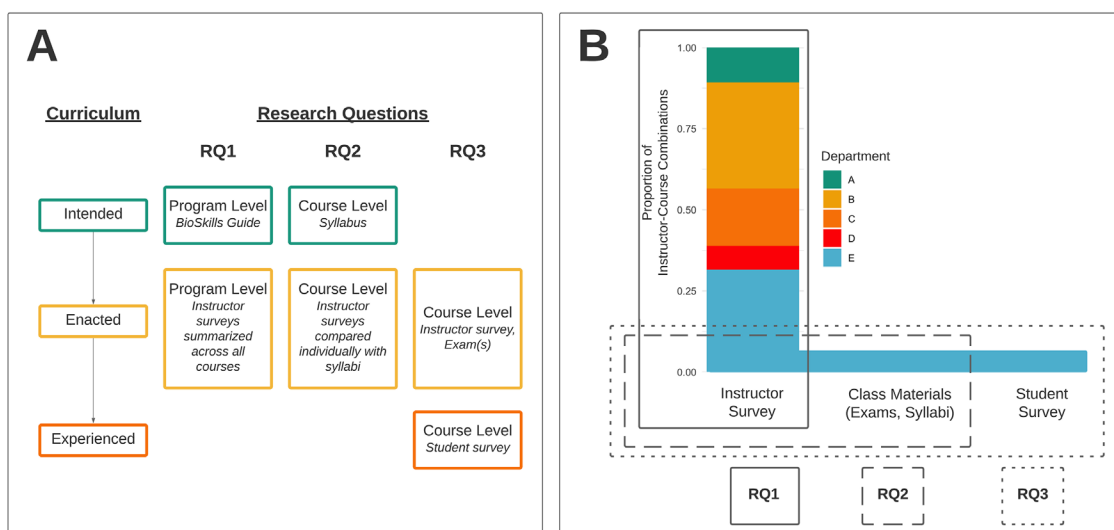 A
Curriculum
Research Questions
RQ1
RQ2
RQ3
Intended
Program Level
BioSkills Guide
Course Level
Syllabus
Enacted
Program Level
Instructor
surveys
summarized
across all
courses
Course Level
Instructor
surveys
compared
individually with
syllabi
Course Level
Instructor survey,
Exam(s)
Experienced
Course Level
Student survey
B
Proportion of
Instructor-Course Combinations
1.00
0.75
0.50
0.25
0.00
Department
A
B
C
D
E
Instructor
Survey
Class Materials
(Exams, Syllabi)
Student
Survey
RQ1
RQ2
RQ3